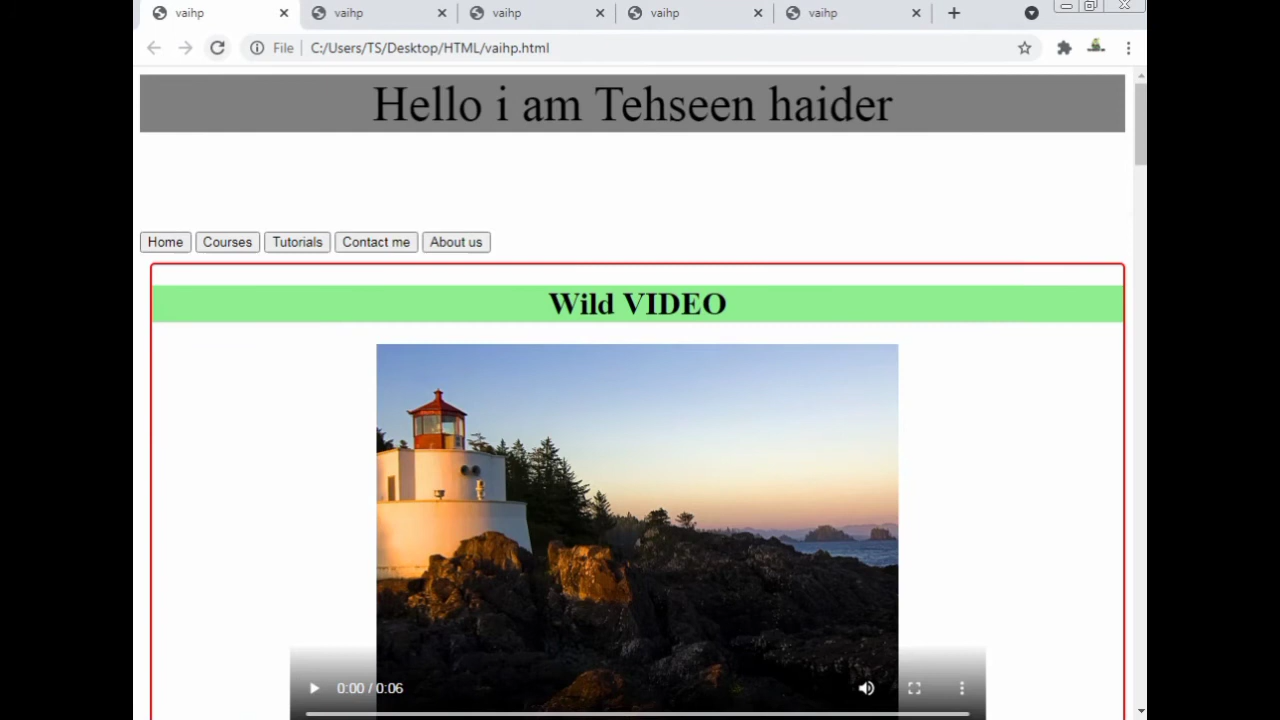 vaihp vaihp vaihp vaihp vaihp
File C:/Users/TS/Desktop/HTML/vaihp.html
Hello i am Tehseen haider
Home Courses Tutorials Contact me About us
Wild VIDEO
0:00 / 0:06